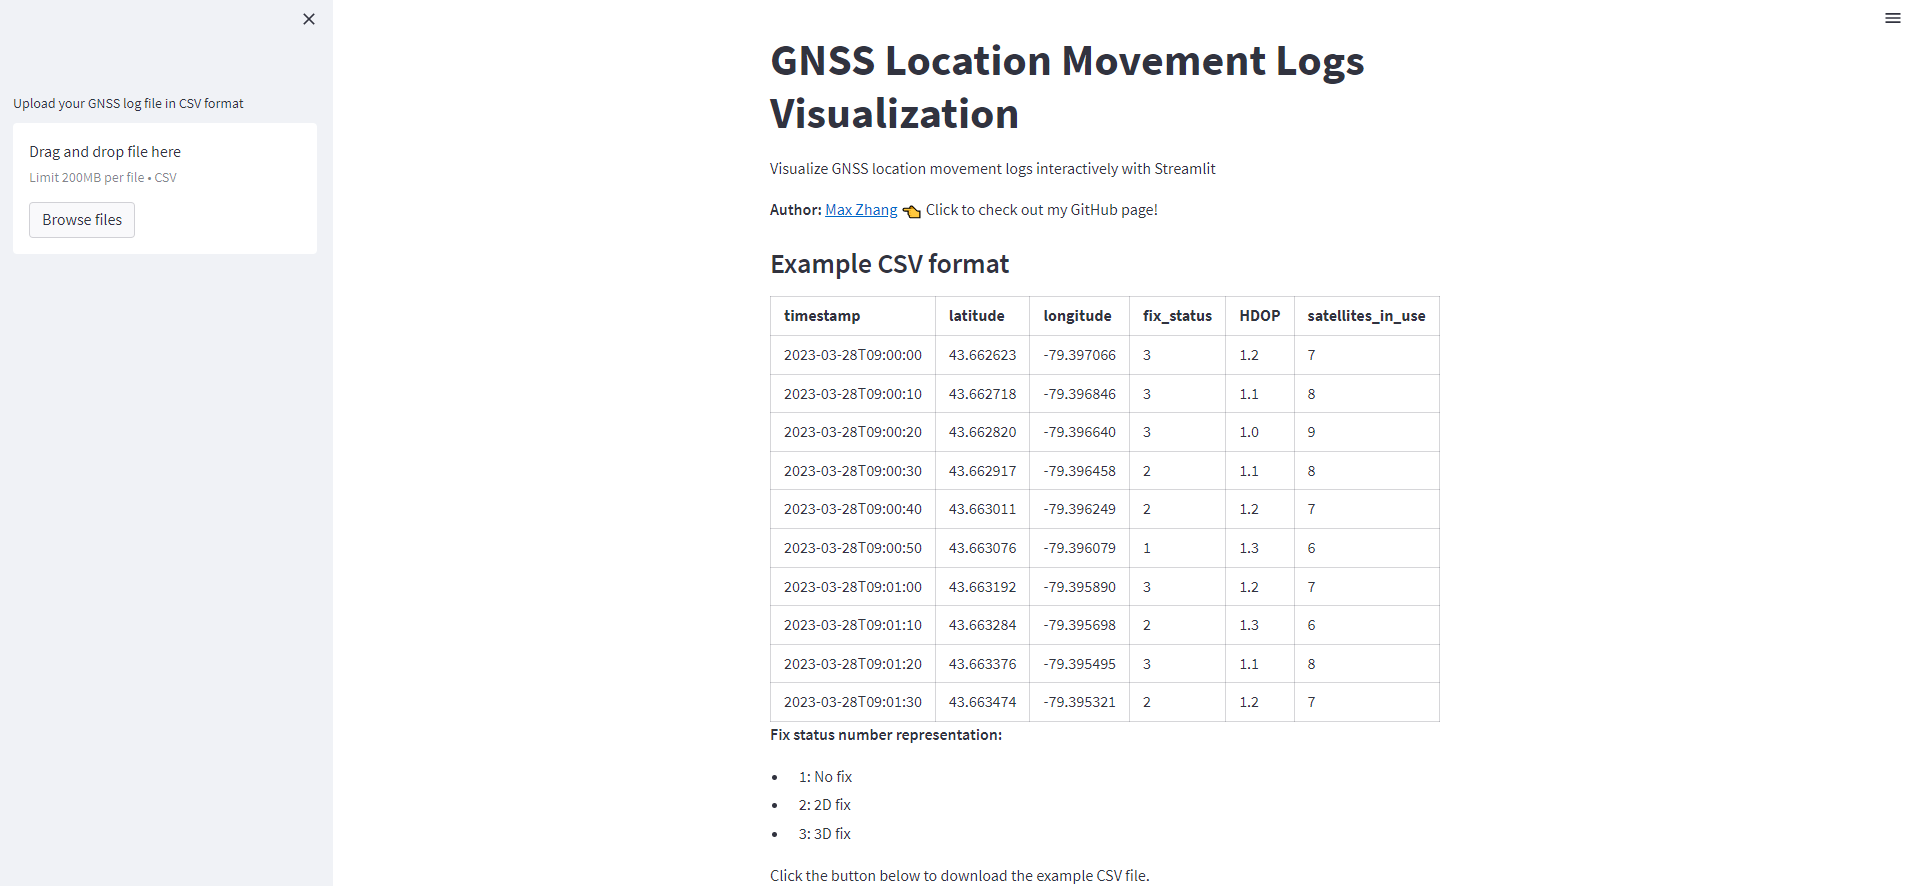 Upload your GNSS log file in CSV format
Drag and drop file here
Limit 200MB per file • CSV
Browse files
GNSS Location Movement Logs
Visualization
Visualize GNSS location movement logs interactively with Streamlit
Author: Max Zhang 👈 Click to check out my GitHub page!
Example CSV format
timestamp latitude longitude fix_status HDOP satellites_in_use
2023-03-28T09:00:00 43.662623 -79.397066 3 1.2 7
2023-03-28T09:00:10 43.662718 -79.396846 3 1.1 8
2023-03-28T09:00:20 43.662820 -79.396640 3 1.0 9
2023-03-28T09:00:30 43.662917 -79.396458 2 1.1 8
2023-03-28T09:00:40 43.663011 -79.396249 2 1.2 7
2023-03-28T09:00:50 43.663076 -79.396079 1 1.3 6
2023-03-28T09:01:00 43.663192 -79.395890 3 1.2 7
2023-03-28T09:01:10 43.663284 -79.395698 2 1.3 6
2023-03-28T09:01:20 43.663376 -79.395495 3 1.1 8
2023-03-28T09:01:30 43.663474 -79.395321 2 1.2 7
Fix status number representation:
• 1: No fix
• 2: 2D fix
• 3: 3D fix
Click the button below to download the example CSV file.